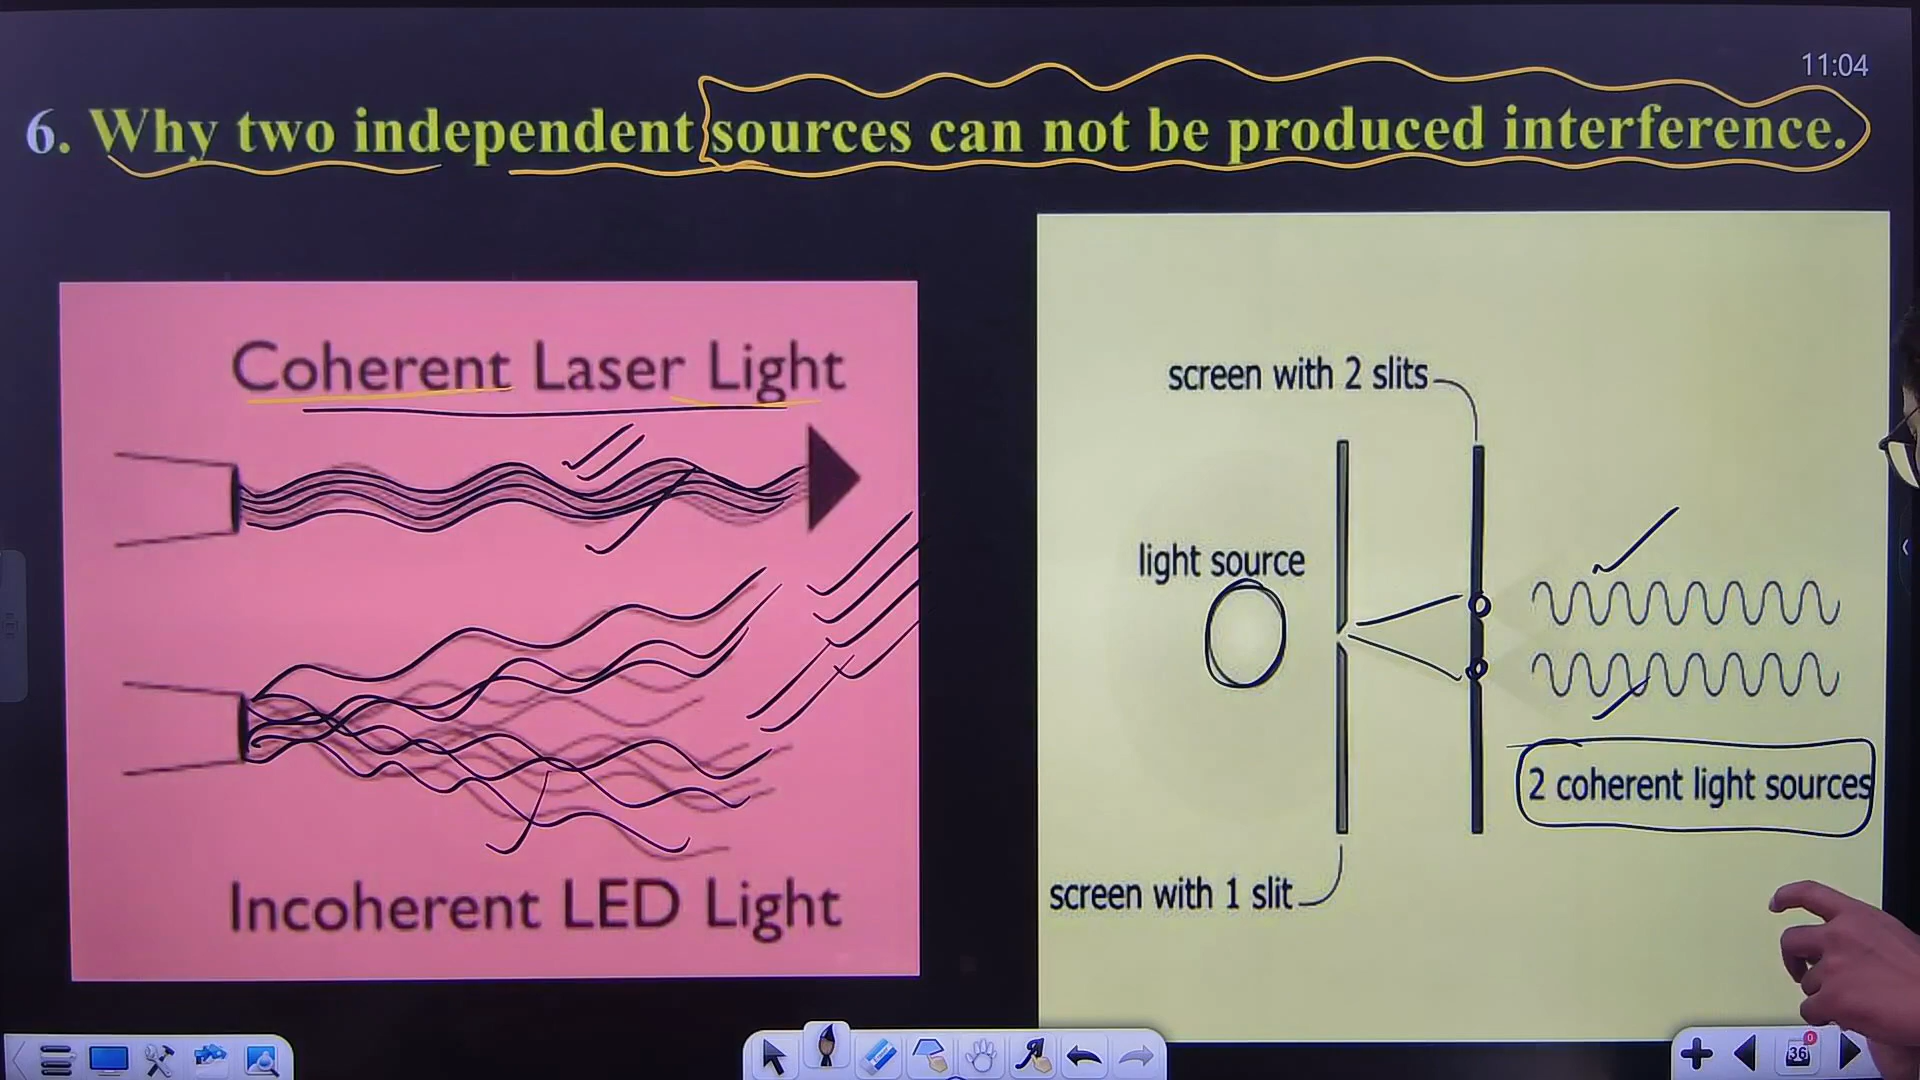 11:04
6. Why two independent sources can not be produced interference.
Coherent Laser Light
Incoherent LED Light
screen with 2 slits
light source
2 coherent light sources
screen with 1 slit
36
0